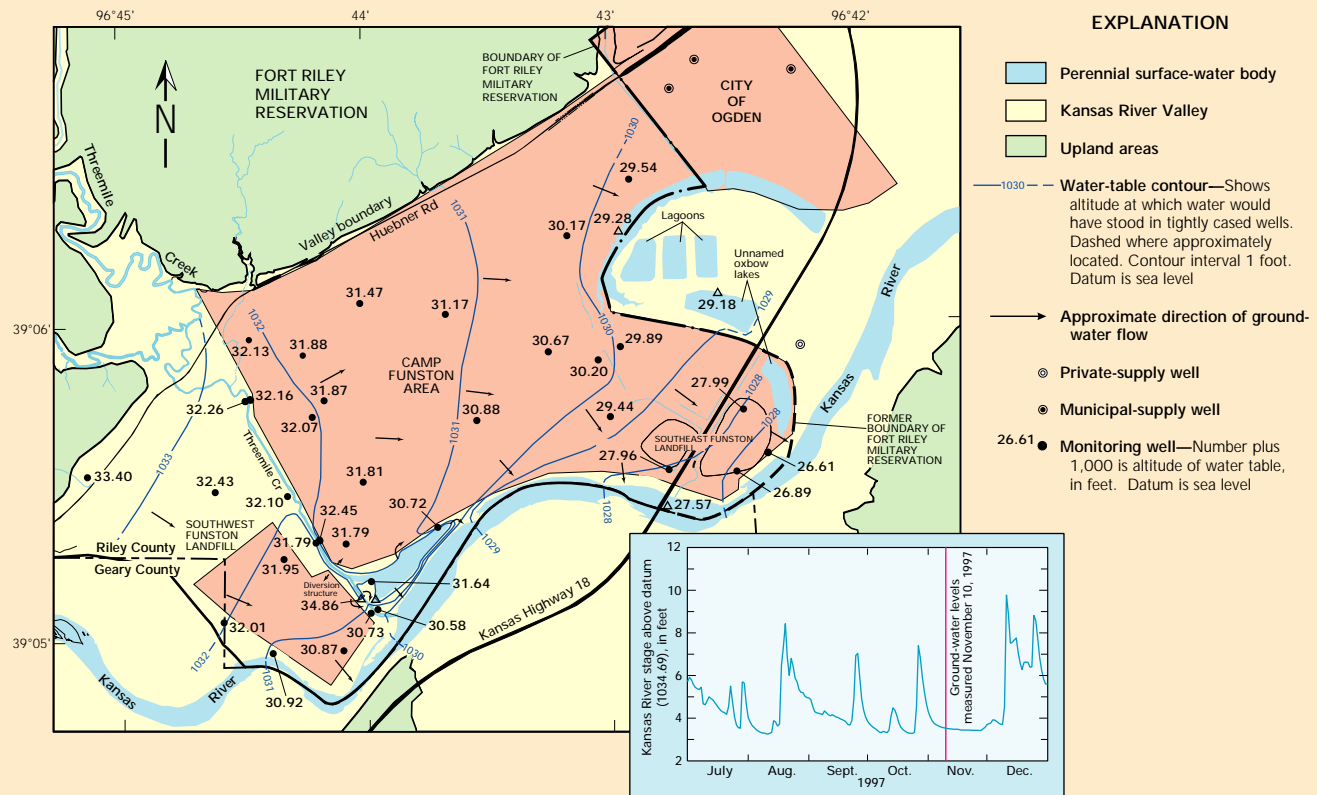 96°45'
44'
43'
96°42'
39°06'
39°05'
N
FORT RILEY
MILITARY
RESERVATION
BOUNDARY OF
FORT RILEY
MILITARY
RESERVATION
CITY
OF
OGDEN
Threemile
Creek
Valley boundary
Huebner Rd
1030
1031
29.54
29.28
30.17
Lagoons
Unnamed
oxbow
lakes
River
29.18
1029
31.47
31.17
1032
32.13
31.88
30.67
1030
29.89
30.20
CAMP
FUNSTON
AREA
32.26
32.16
31.87
32.07
30.88
29.44
27.99
1028
1028
Kansas
1031
SOUTHEAST FUNSTON
LANDFILL
FORMER
BOUNDARY OF
FORT RILEY
MILITARY
RESERVATION
1033
Threemile Cr
33.40
32.43
32.10
31.81
27.96
26.61
26.89
30.72
32.45
27.57
1028
SOUTHWEST
FUNSTON
LANDFILL
31.79
31.79
1029
Riley County
Geary County
31.95
Diversion
structure
34.86
31.64
30.58
30.73
Kansas Highway 18
32.01
30.87
1030
1032
1031
Kansas
River
30.92
EXPLANATION
Perennial surface-water body
Kansas River Valley
Upland areas
1030
Water-table contour—Shows
altitude at which water would
have stood in tightly cased wells.
Dashed where approximately
located. Contour interval 1 foot.
Datum is sea level
Approximate direction of ground-
water flow
Private-supply well
Municipal-supply well
26.61
Monitoring well—Number plus
1,000 is altitude of water table,
in feet. Datum is sea level
Kansas River stage above datum
(1034.69), in feet
12
10
8
6
4
2
Ground-water levels
measured November 10, 1997
July
Aug.
Sept.
Oct.
Nov.
Dec.
1997